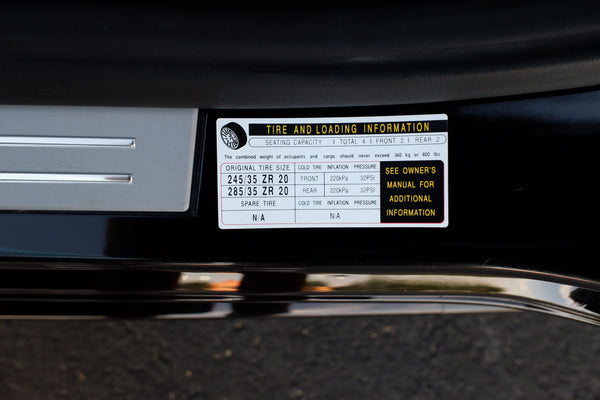 TIRE AND LOADING INFORMATION
SEATING CAPACITY | TOTAL 4 | FRONT 2 | REAR 2
The combined weight of occupants and cargo should never exceed 360 kg or 800 lbs
ORIGINAL TIRE SIZE COLD TIRE INFLATION PRESSURE
245/35 ZR 20 FRONT 220kPa 32PSI
285/35 ZR 20 REAR 220kPa 32PSI
SPARE TIRE COLD TIRE INFLATION PRESSURE
N/A N/A
SEE OWNER'S
MANUAL FOR
ADDITIONAL
INFORMATION